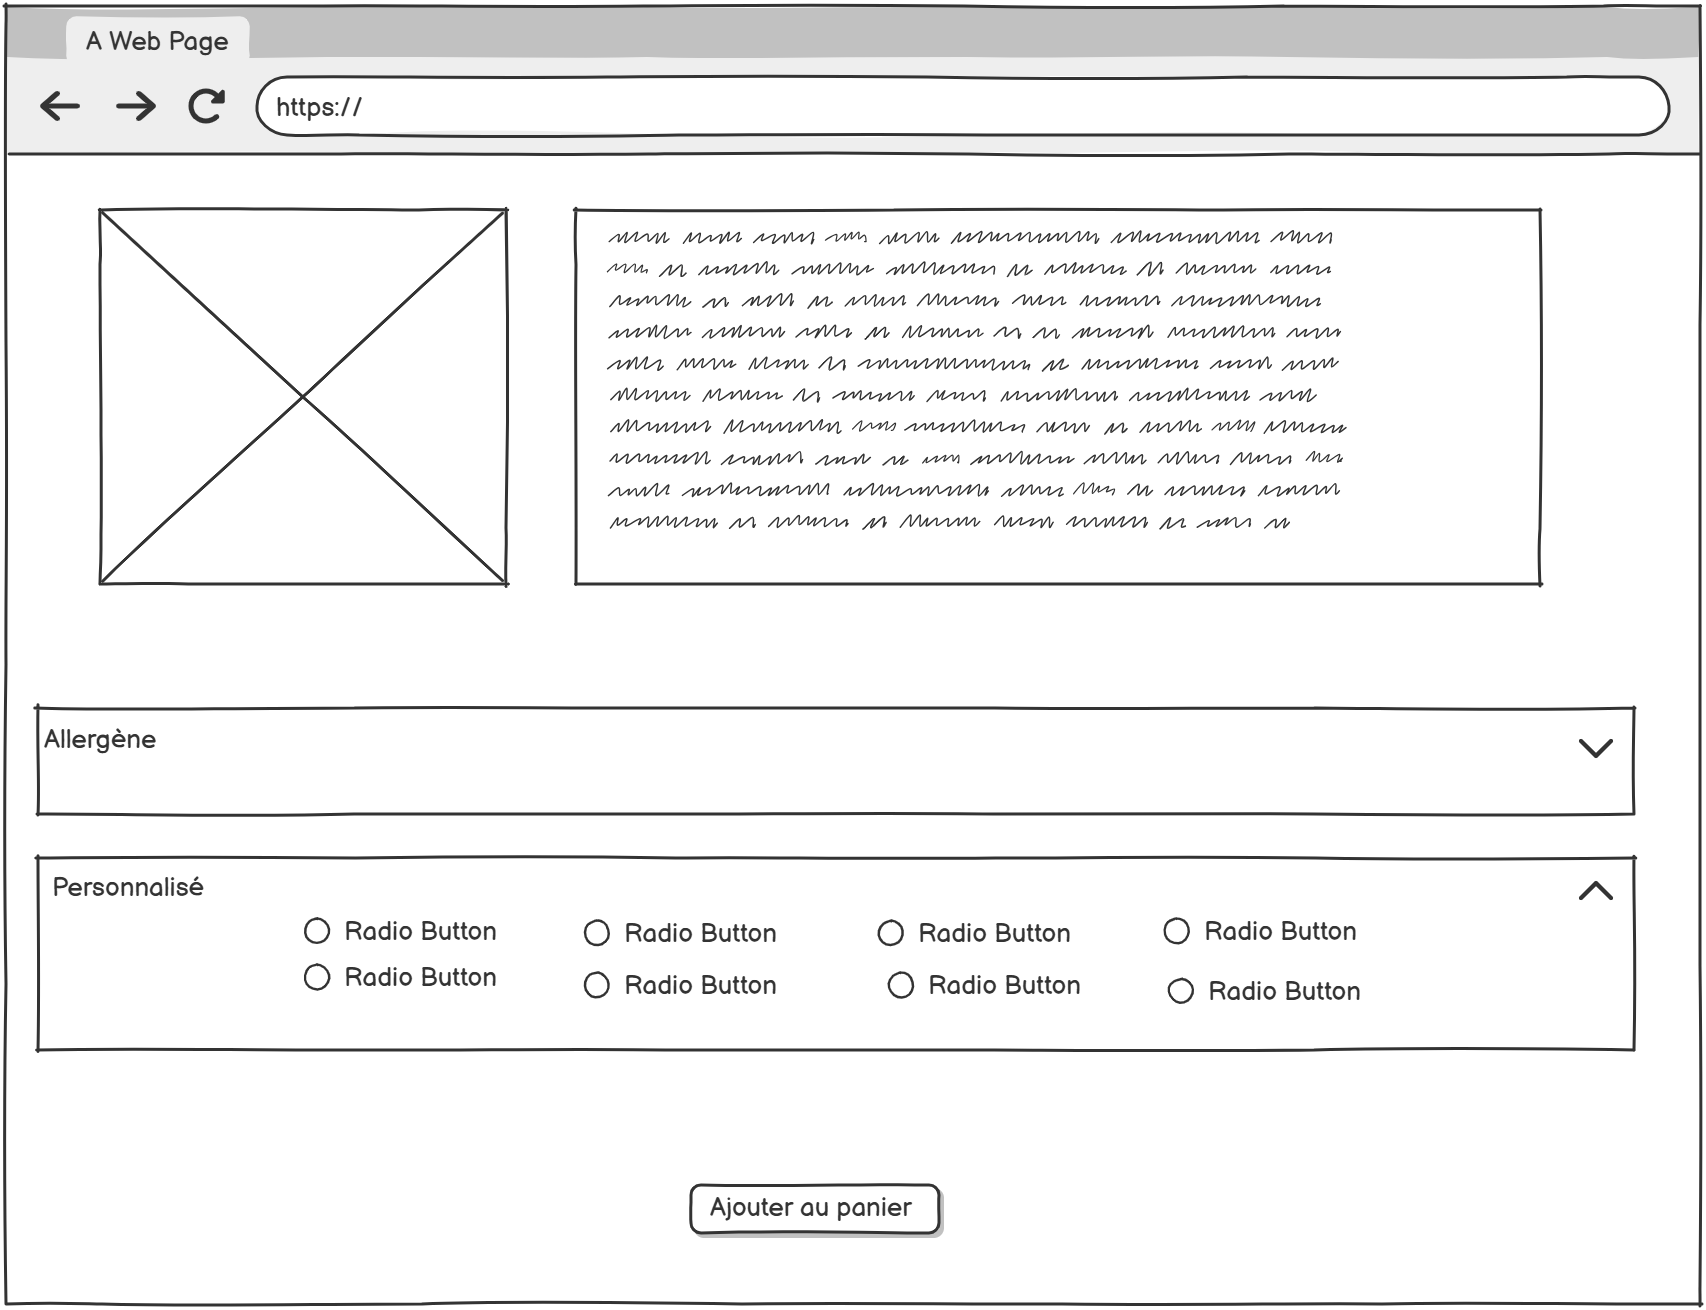 A Web Page
https://
Allergène
Personnalisé
Radio Button Radio Button Radio Button Radio Button
Radio Button Radio Button Radio Button Radio Button
Ajouter au panier